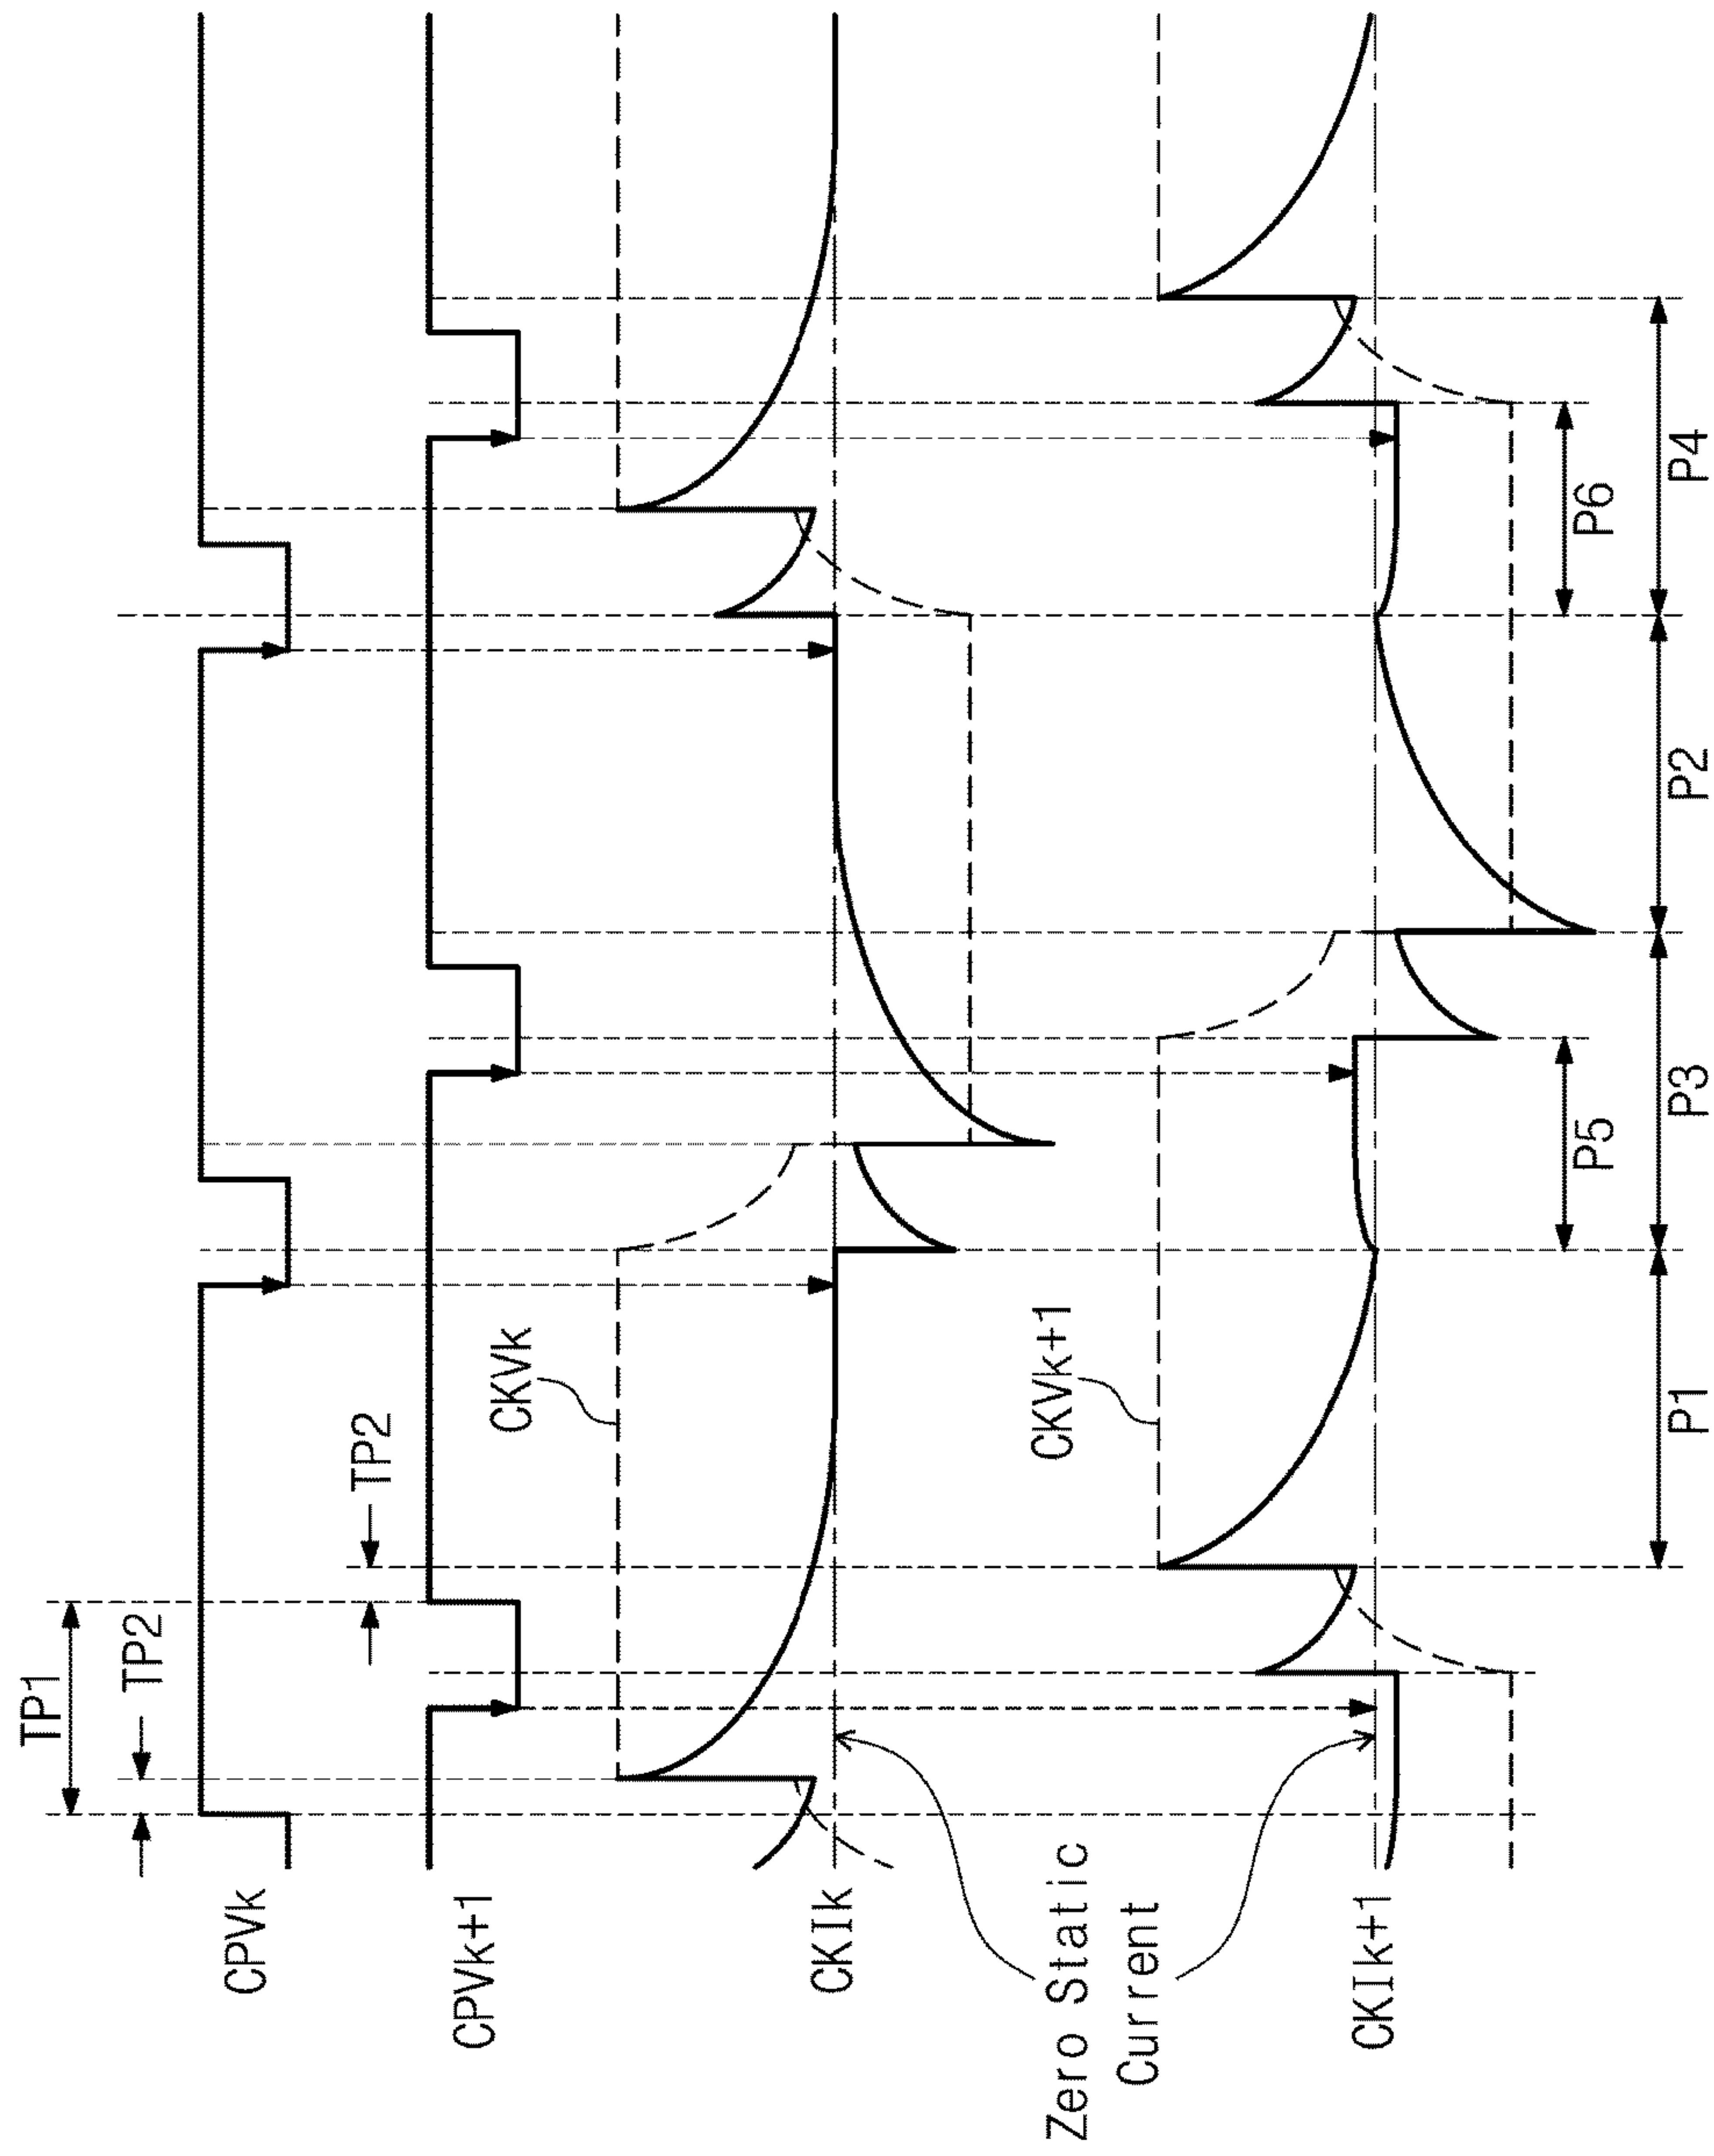 TP1
TP2
TP2
CPVk
CPVk+1
CKVk
CKIk
Zero Static
Current
CKVk+1
CKIk+1
P5
P6
P1
P3
P2
P4